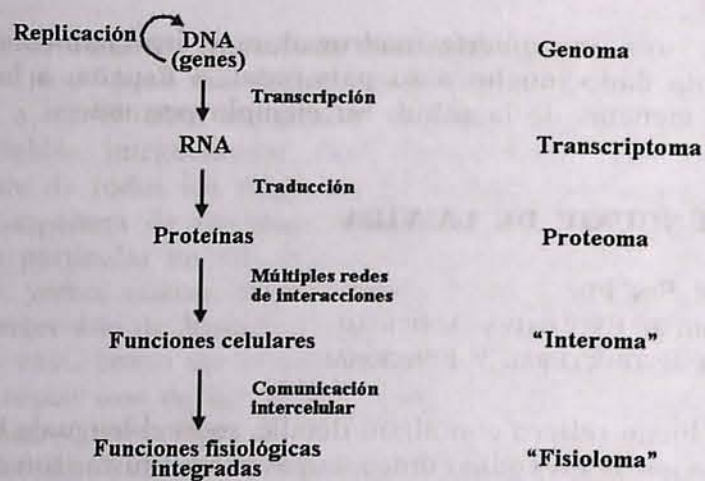 Replicación
DNA
(genes)
Genoma
Transcripción
RNA
Transcriptoma
Traducción
Proteínas
Proteoma
Múltiples redes
de interacciones
Funciones celulares
“Interoma”
Comunicación
intercelular
Funciones fisiológicas
integradas
“Fisioloma”